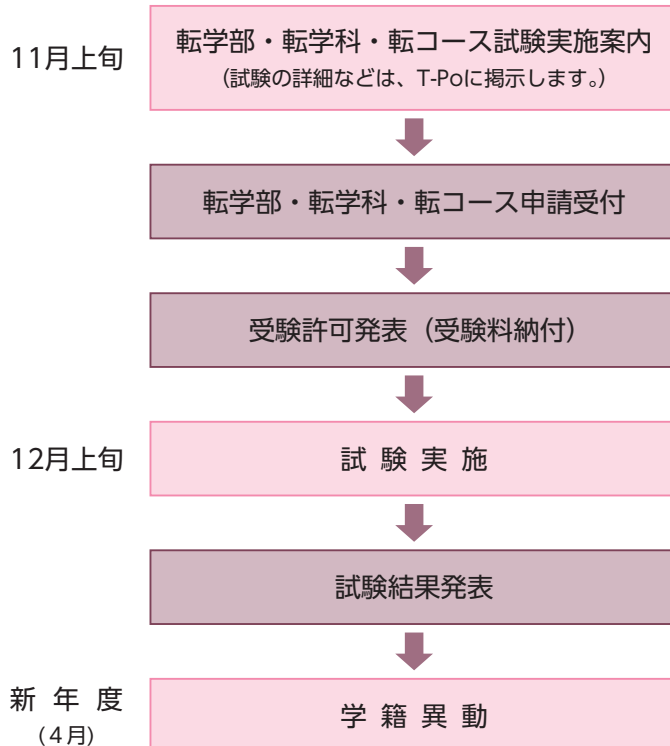 11月上旬
転学部・転学科・転コース試験実施案内
（試験の詳細などは、T-Poに掲示します。）
転学部・転学科・転コース申請受付
受験許可発表（受験料納付）
12月上旬
試験実施
試験結果発表
新年度
（4月）
学籍異動